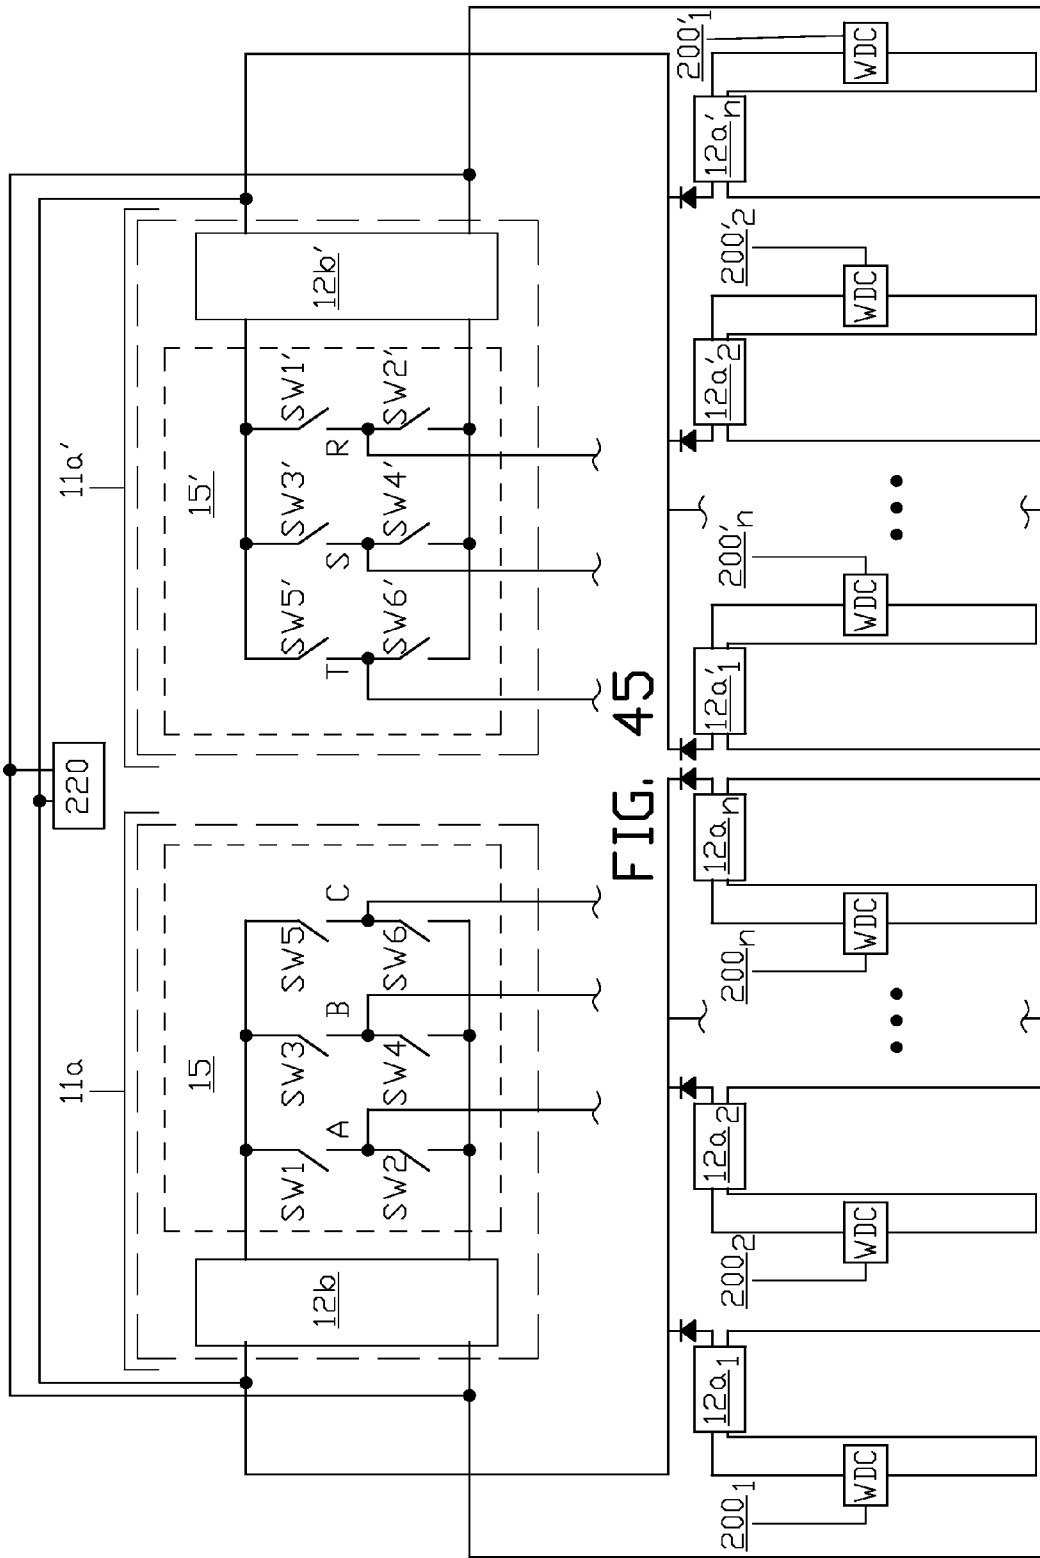 11a
220
11a'
15
15'
SW1
SW3
SW5
SW5'
SW3'
SW1'
12b
A
B
C
T
S
R
12b'
SW2
SW4
SW6
SW6'
SW4'
SW2'
FIG. 45
200₁
12a₁
200₂
12a₂
200ₙ
12aₙ
12a'₁
200'ₙ
12a'₂
200'₂
12a'ₙ
200'₁
WDC
WDC
WDC
WDC
WDC
WDC